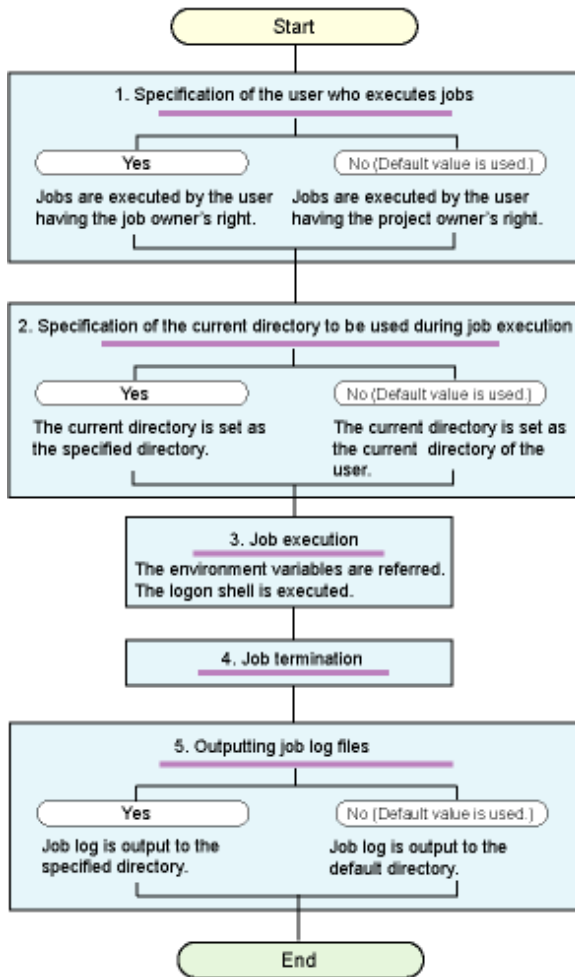 Start
1. Specification of the user who executes jobs
Yes
No (Default value is used.)
Jobs are executed by the user
having the job owner's right.
Jobs are executed by the user
having the project owner's right.
2. Specification of the current directory to be used during job execution
Yes
No (Default value is used.)
The current directory is set as
the specified directory.
The current directory is set as
the current directory of the
user.
3. Job execution
The environment variables are referred.
The logon shell is executed.
4. Job termination
5. Outputting job log files
Yes
No (Default value is used.)
Job log is output to the
specified directory.
Job log is output to the
default directory.
End